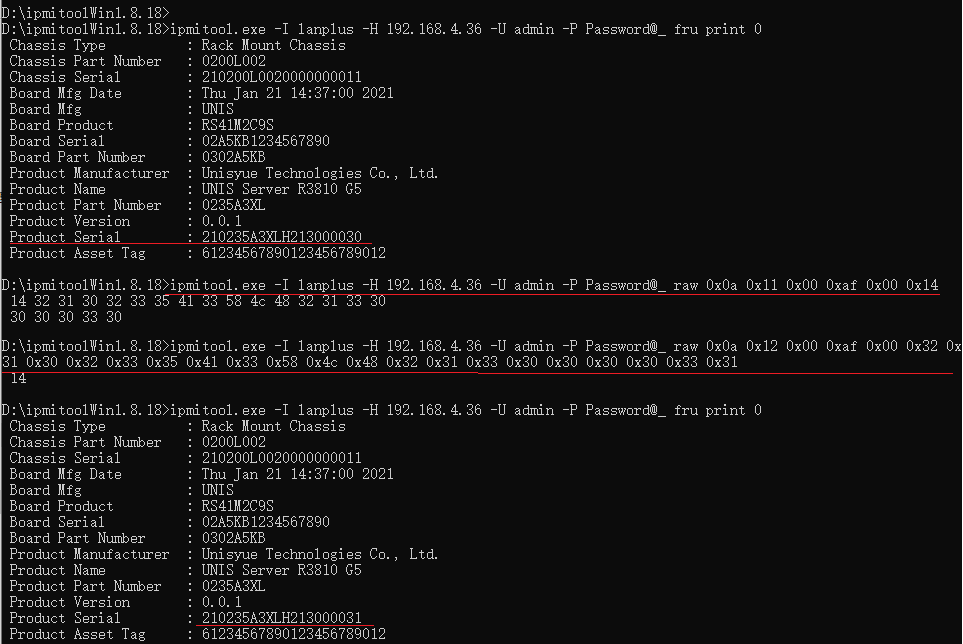 D:\ipmitoolWin1.8.18>
D:\ipmitoolWin1.8.18>ipmitool.exe -I lanplus -H 192.168.4.36 -U admin -P Password@_ fru print 0
Chassis Type : Rack Mount Chassis
Chassis Part Number : 0200L002
Chassis Serial : 210200L0020000000011
Board Mfg Date : Thu Jan 21 14:37:00 2021
Board Mfg : UNIS
Board Product : RS41M2C9S
Board Serial : 02A5KB1234567890
Board Part Number : 0302A5KB
Product Manufacturer : Unisyue Technologies Co., Ltd.
Product Name : UNIS Server R3810 G5
Product Part Number : 0235A3XL
Product Version : 0.0.1
Product Serial : 210235A3XLH213000030
Product Asset Tag : 61234567890123456789012
D:\ipmitoolWin1.8.18>ipmitool.exe -I lanplus -H 192.168.4.36 -U admin -P Password@_ raw 0x0a 0x11 0x00 0xaf 0x00 0x14
14 32 31 30 32 33 35 41 33 58 4c 48 32 31 33 30
30 30 30 33 30
D:\ipmitoolWin1.8.18>ipmitool.exe -I lanplus -H 192.168.4.36 -U admin -P Password@_ raw 0x0a 0x12 0x00 0xaf 0x00 0x32 0x
31 0x30 0x32 0x33 0x35 0x41 0x33 0x58 0x4c 0x48 0x32 0x31 0x33 0x30 0x30 0x30 0x30 0x33 0x31
14
D:\ipmitoolWin1.8.18>ipmitool.exe -I lanplus -H 192.168.4.36 -U admin -P Password@_ fru print 0
Chassis Type : Rack Mount Chassis
Chassis Part Number : 0200L002
Chassis Serial : 210200L0020000000011
Board Mfg Date : Thu Jan 21 14:37:00 2021
Board Mfg : UNIS
Board Product : RS41M2C9S
Board Serial : 02A5KB1234567890
Board Part Number : 0302A5KB
Product Manufacturer : Unisyue Technologies Co., Ltd.
Product Name : UNIS Server R3810 G5
Product Part Number : 0235A3XL
Product Version : 0.0.1
Product Serial : 210235A3XLH213000031
Product Asset Tag : 61234567890123456789012